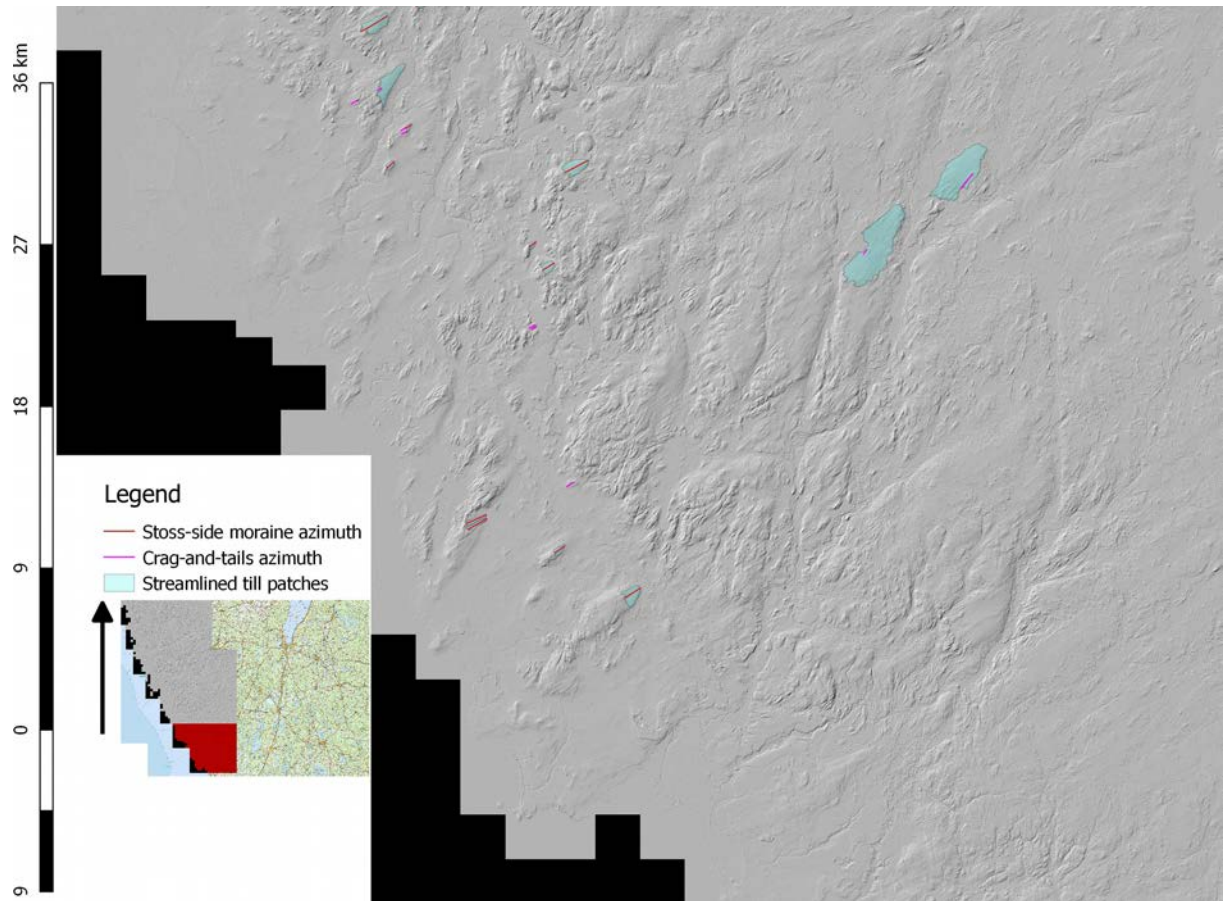 36 km
27
18
9
0
9
Legend
Stoss-side moraine azimuth
Crag-and-tails azimuth
Streamlined till patches